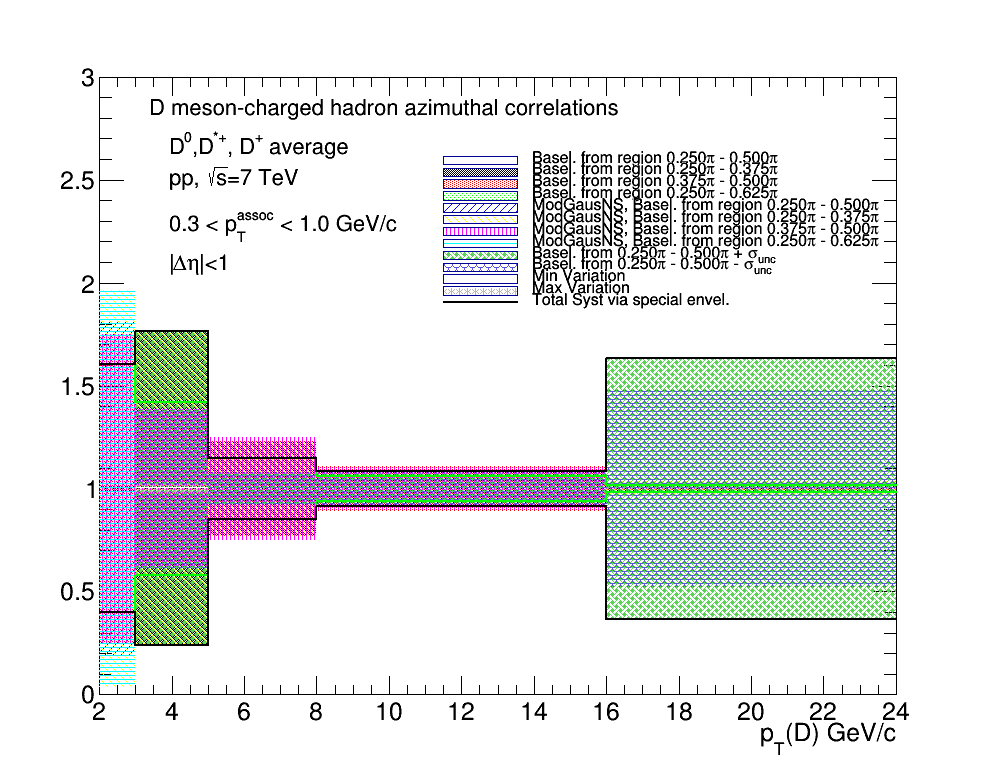 D meson-charged hadron azimuthal correlations
D⁰,D*⁺, D⁺ average
pp, √s=7 TeV
0.3 < p_T^assoc < 1.0 GeV/c
|Δη|<1
Basel. from region 0.250π - 0.500π
Basel. from region 0.250π - 0.375π
Basel. from region 0.375π - 0.500π
Basel. from region 0.250π - 0.625π
ModGausNS, Basel. from region 0.250π - 0.500π
ModGausNS, Basel. from region 0.250π - 0.375π
ModGausNS, Basel. from region 0.375π - 0.500π
ModGausNS, Basel. from region 0.250π - 0.625π
Basel. from 0.250π - 0.500π + σ_unc
Basel. from 0.250π - 0.500π - σ_unc
Min Variation
Max Variation
Total Syst via special envel.
3
2.5
2
1.5
1
0.5
0
2 4 6 8 10 12 14 16 18 20 22 24
p_T(D) GeV/c